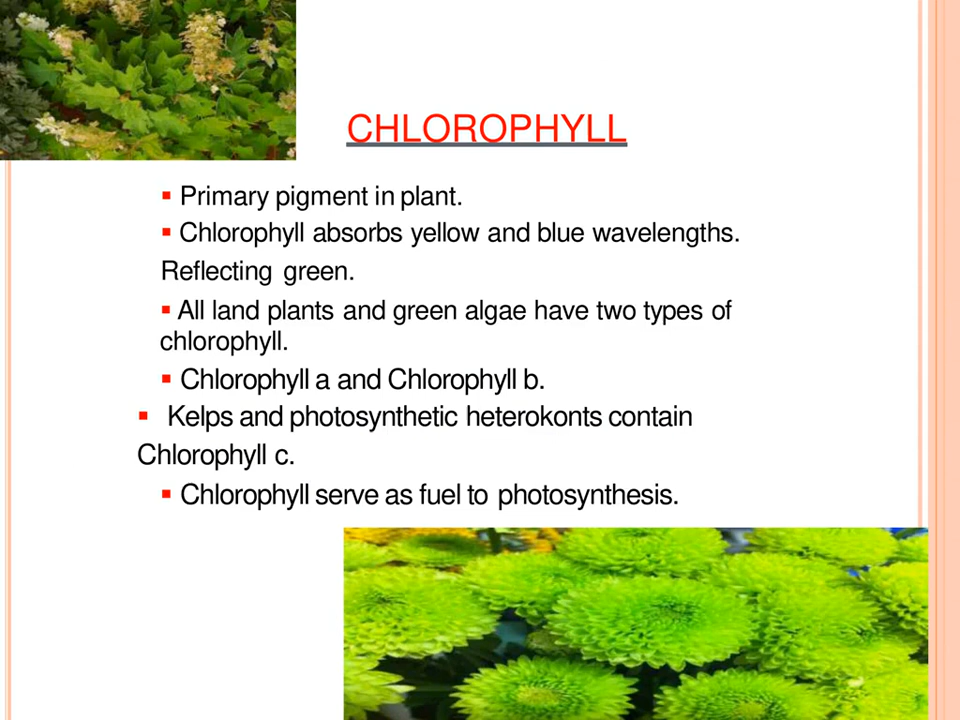 CHLOROPHYLL
▪ Primary pigment in plant.
▪ Chlorophyll absorbs yellow and blue wavelengths.
Reflecting green.
▪ All land plants and green algae have two types of
chlorophyll.
▪ Chlorophyll a and Chlorophyll b.
▪ Kelps and photosynthetic heterokonts contain
Chlorophyll c.
▪ Chlorophyll serve as fuel to photosynthesis.